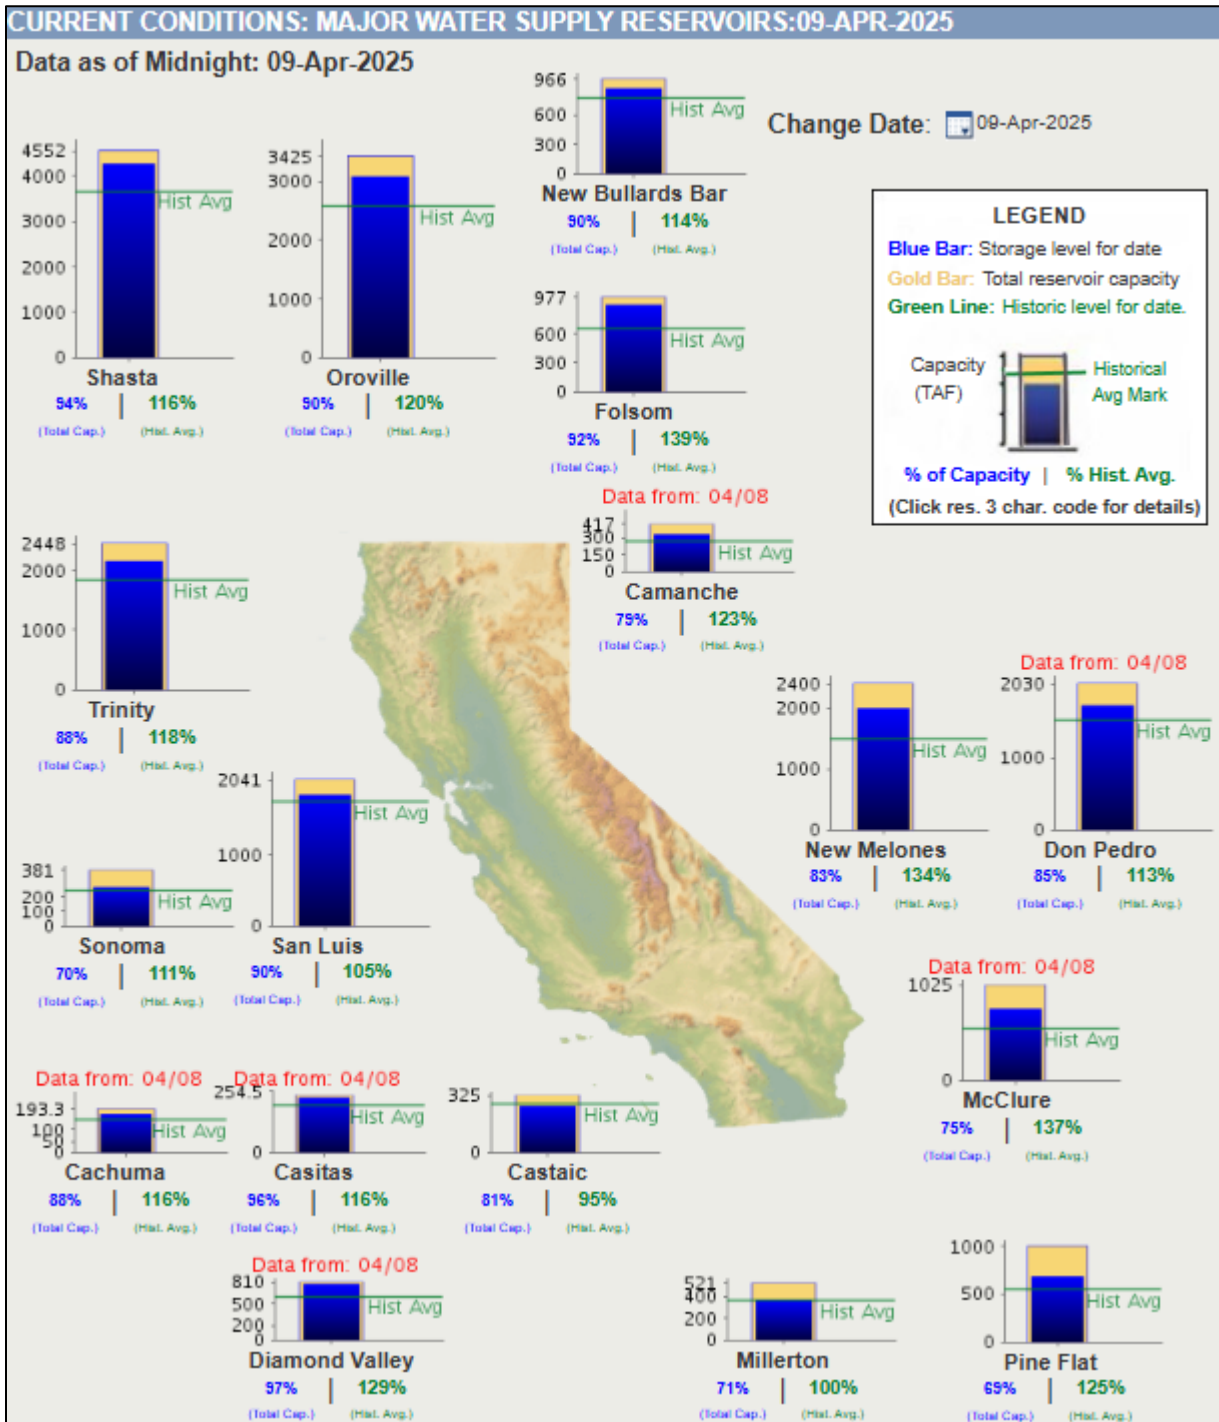 CURRENT CONDITIONS: MAJOR WATER SUPPLY RESERVOIRS:09-APR-2025
Data as of Midnight: 09-Apr-2025
Change Date: 09-Apr-2025
4552
4000
3000
2000
1000
0
Hist Avg
Shasta
94% | 116%
(Total Cap.) (Hist. Avg.)
3425
3000
2000
1000
0
Hist Avg
Oroville
90% | 120%
(Total Cap.) (Hist. Avg.)
966
600
300
0
Hist Avg
New Bullards Bar
90% | 114%
(Total Cap.) (Hist. Avg.)
977
600
300
0
Hist Avg
Folsom
92% | 139%
(Total Cap.) (Hist. Avg.)
LEGEND
Blue Bar: Storage level for date
Gold Bar: Total reservoir capacity
Green Line: Historic level for date.
Capacity
(TAF)
Historical
Avg Mark
% of Capacity | % Hist. Avg.
(Click res. 3 char. code for details)
Data from: 04/08
417
300
150
0
Hist Avg
Camanche
79% | 123%
(Total Cap.) (Hist. Avg.)
2448
2000
1000
0
Hist Avg
Trinity
88% | 118%
(Total Cap.) (Hist. Avg.)
2400
2000
1000
0
Hist Avg
New Melones
83% | 134%
(Total Cap.) (Hist. Avg.)
Data from: 04/08
2030
1000
0
Hist Avg
Don Pedro
85% | 113%
(Total Cap.) (Hist. Avg.)
381
200
100
0
Hist Avg
Sonoma
70% | 111%
(Total Cap.) (Hist. Avg.)
2041
1000
0
Hist Avg
San Luis
90% | 105%
(Total Cap.) (Hist. Avg.)
Data from: 04/08
1025
0
Hist Avg
McClure
75% | 137%
(Total Cap.) (Hist. Avg.)
Data from: 04/08
193.3
100
50
0
Hist Avg
Cachuma
88% | 116%
(Total Cap.) (Hist. Avg.)
Data from: 04/08
254.5
0
Hist Avg
Casitas
96% | 116%
(Total Cap.) (Hist. Avg.)
325
0
Hist Avg
Castaic
81% | 95%
(Total Cap.) (Hist. Avg.)
Data from: 04/08
810
500
200
0
Hist Avg
Diamond Valley
97% | 129%
(Total Cap.) (Hist. Avg.)
521
400
200
0
Hist Avg
Millerton
71% | 100%
(Total Cap.) (Hist. Avg.)
1000
500
0
Hist Avg
Pine Flat
69% | 125%
(Total Cap.) (Hist. Avg.)